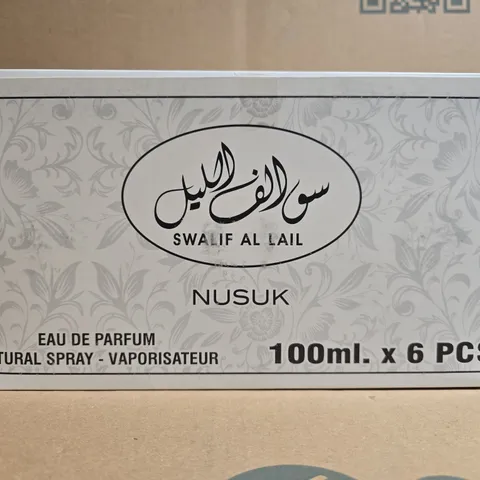 سوالف الليل
SWALIF AL LAIL
NUSUK
EAU DE PARFUM
TURAL SPRAY - VAPORISATEUR
100ml. x 6 PCS